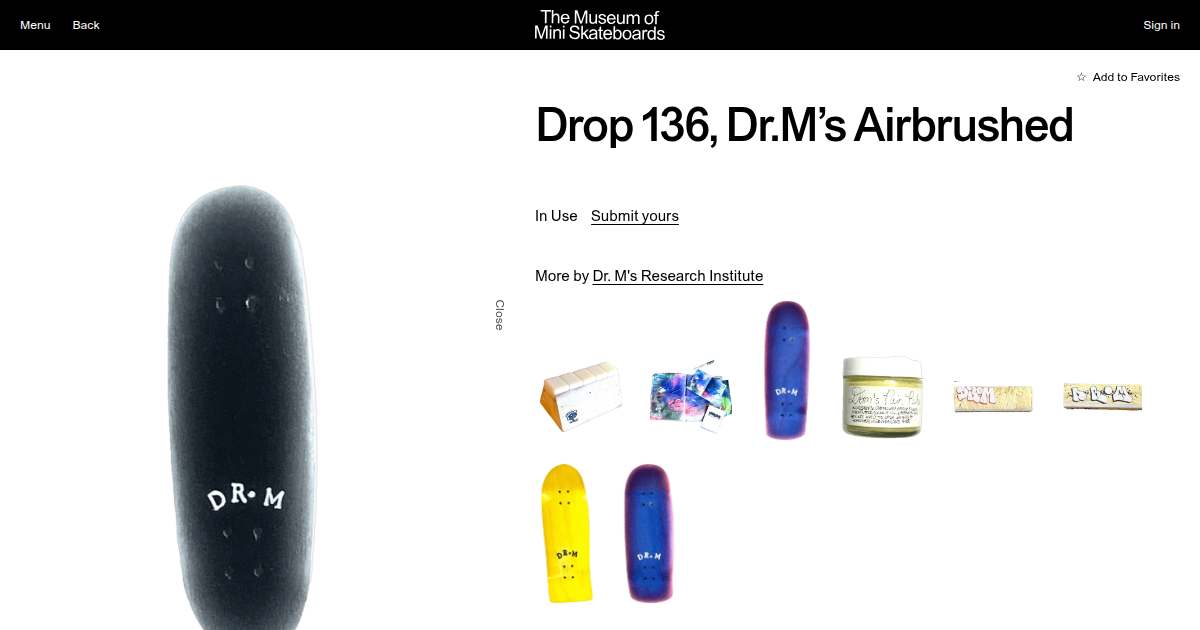 Menu
Back
The Museum of
Mini Skateboards
Sign in
☆ Add to Favorites
Drop 136, Dr.M’s Airbrushed
In Use Submit yours
More by Dr. M's Research Institute
Close
DR•M
DR•M
DR•M
DR•M